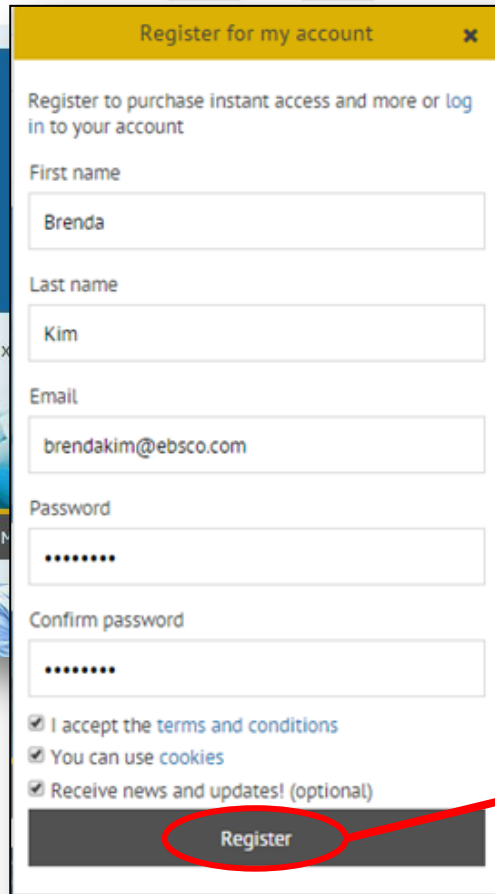 Register for my account ✖
Register to purchase instant access and more or log
in to your account
First name
Brenda
Last name
Kim
Email
brendakim@ebsco.com
Password
••••••••
Confirm password
••••••••
I accept the terms and conditions
You can use cookies
Receive news and updates! (optional)
Register